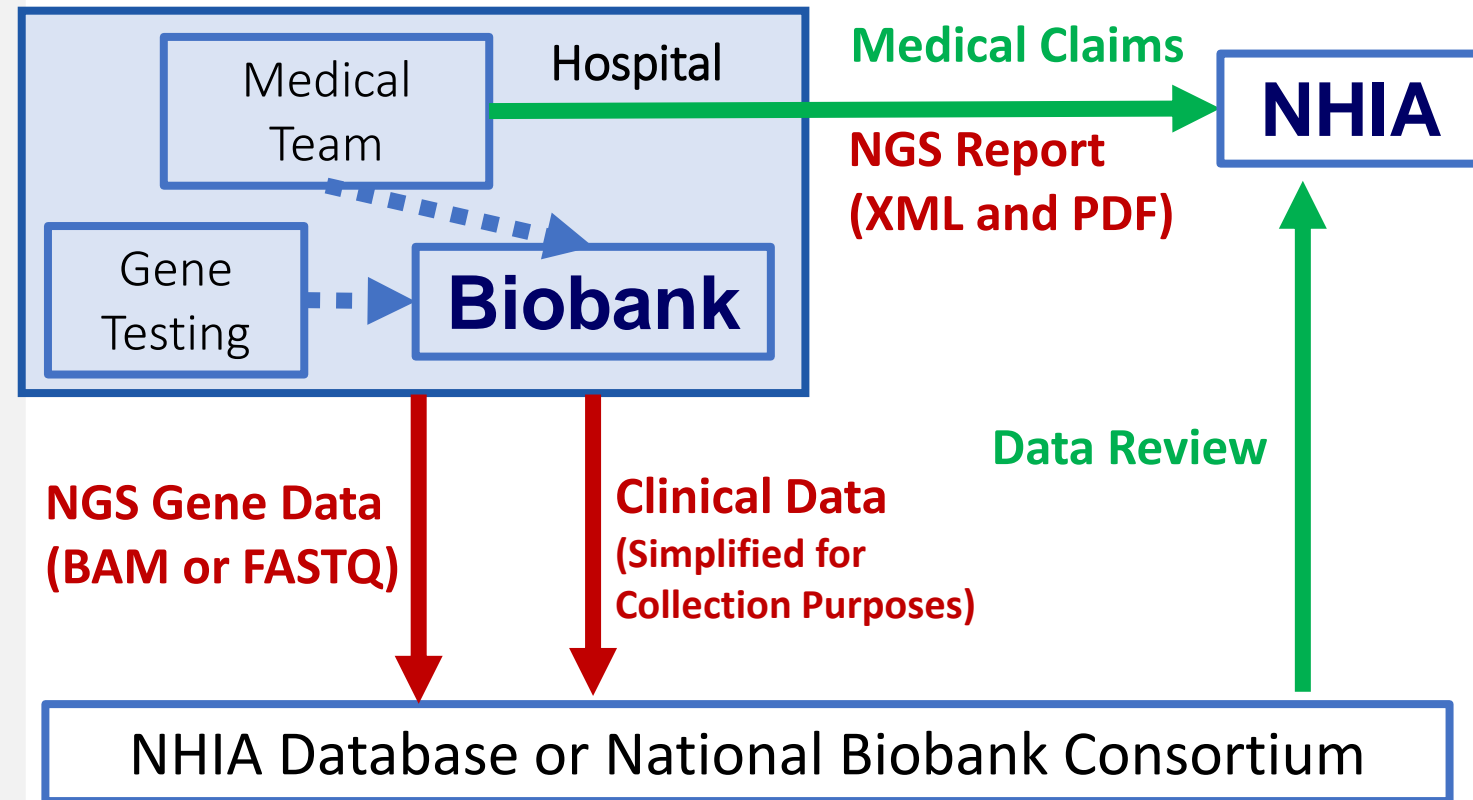 Medical
Team
Hospital
Medical Claims
NHIA
NGS Report
(XML and PDF)
Gene
Testing
Biobank
Data Review
NGS Gene Data
(BAM or FASTQ)
Clinical Data
(Simplified for
Collection Purposes)
NHIA Database or National Biobank Consortium